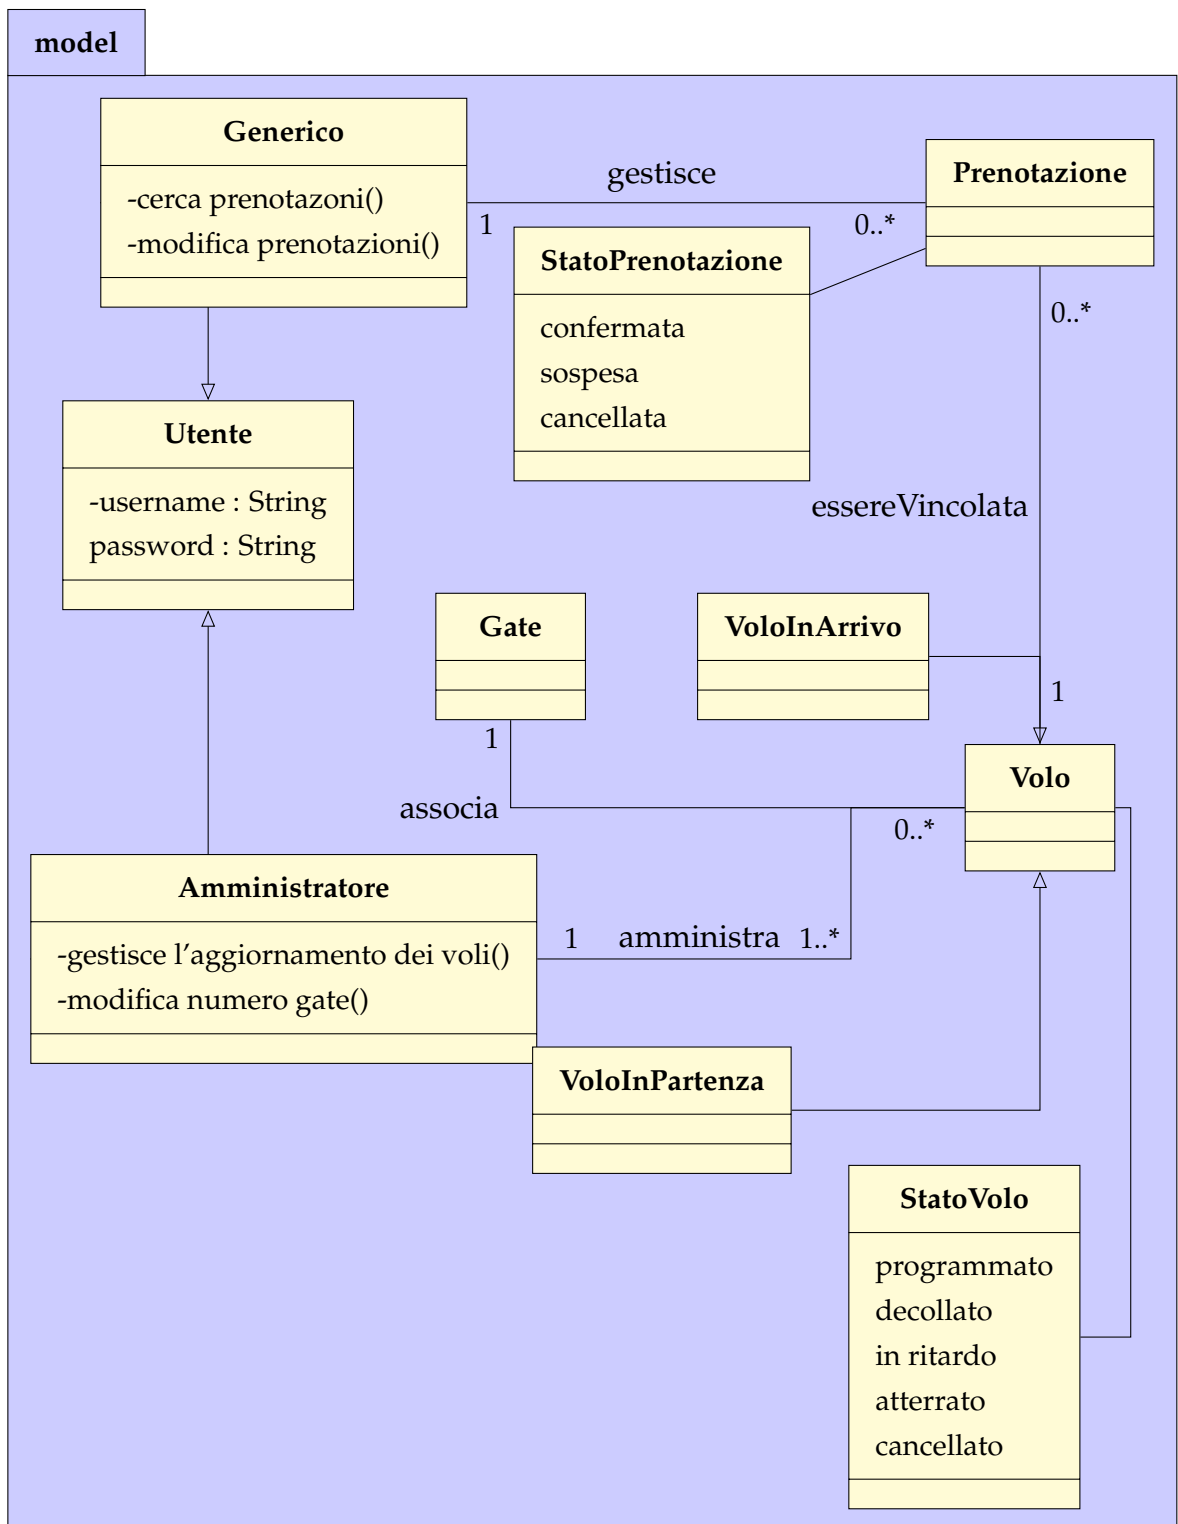 model
Generico
-cerca prenotazoni()
-modifica prenotazioni()
gestisce
1
0..*
Prenotazione
StatoPrenotazione
confermata
sospesa
cancellata
0..*
Utente
-username : String
password : String
essereVincolata
Gate
VoloInArrivo
1
1
Volo
associa
0..*
Amministratore
-gestisce l'aggiornamento dei voli()
-modifica numero gate()
1
amministra
1..*
VoloInPartenza
StatoVolo
programmato
decollato
in ritardo
atterrato
cancellato